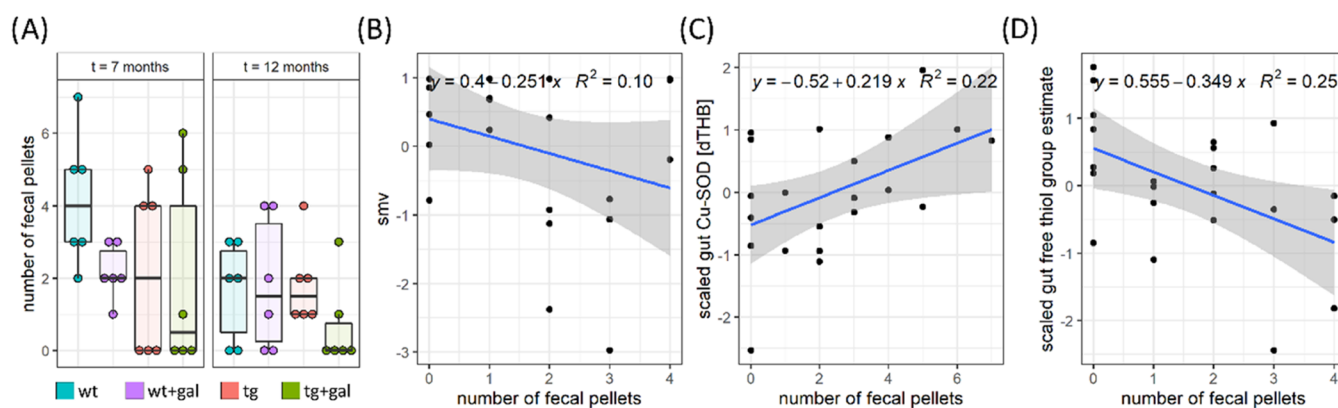 (A)
t = 7 months
t = 12 months
number of fecal pellets
6
4
2
0
wt
wt+gal
tg
tg+gal
(B)
y = 0.4 − 0.251 x R² = 0.10
smv
1
0
-1
-2
-3
0
1
2
3
4
number of fecal pellets
(C)
y = −0.52 + 0.219 x R² = 0.22
scaled gut Cu-SOD [dTHB]
2
1
0
-1
-2
0
2
4
6
number of fecal pellets
(D)
y = 0.555 − 0.349 x R² = 0.25
scaled gut free thiol group estimate
1
0
-1
-2
0
1
2
3
4
number of fecal pellets